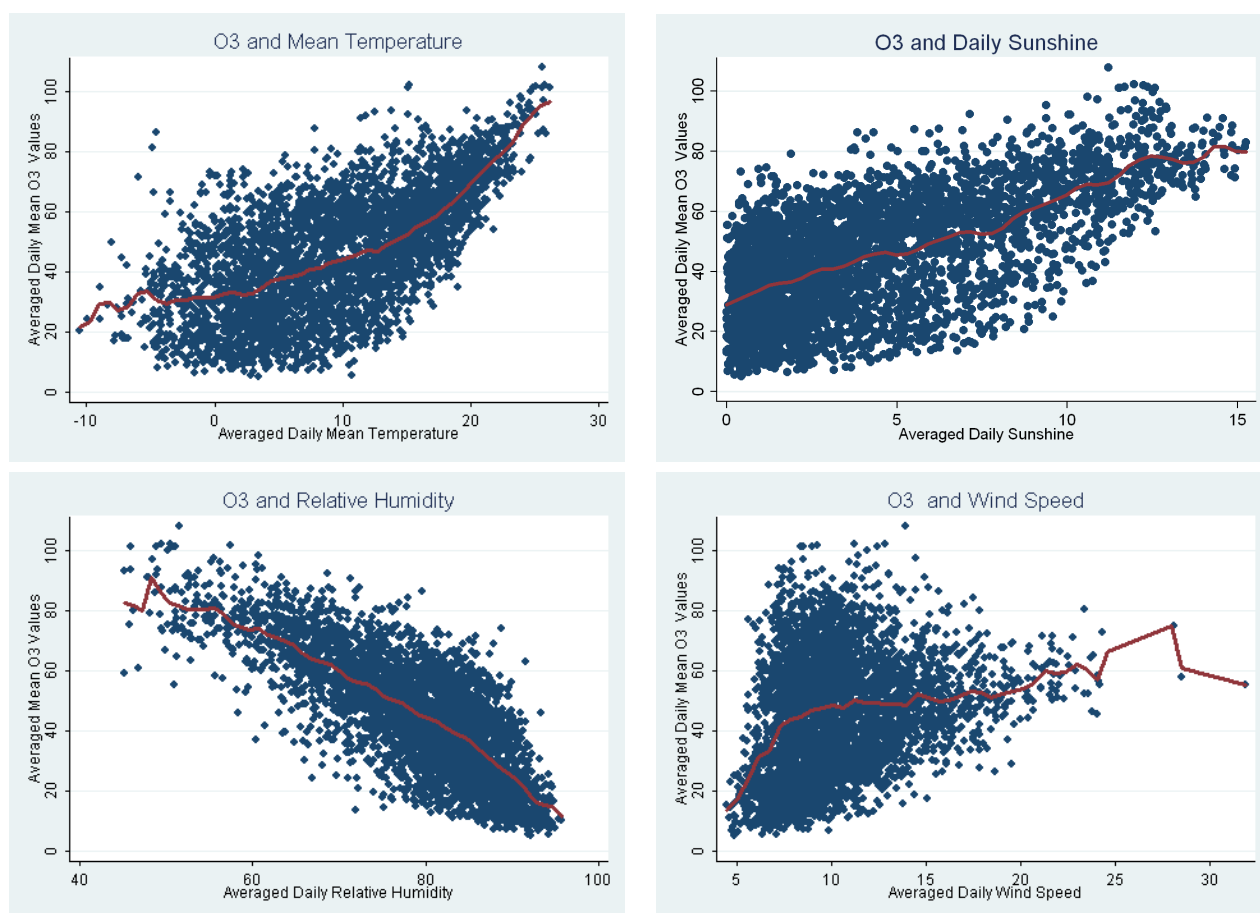 O3 and Mean Temperature
Averaged Daily Mean O3 Values
100
80
60
40
20
0
-10 0 10 20 30
Averaged Daily Mean Temperature
O3 and Daily Sunshine
Averaged Daily Mean O3 Values
100
80
60
40
20
0
0 5 10 15
Averaged Daily Sunshine
O3 and Relative Humidity
Averaged Mean O3 Values
100
80
60
40
20
0
40 60 80 100
Averaged Daily Relative Humidity
O3 and Wind Speed
Averaged Daily Mean O3 Values
100
80
60
40
20
0
5 10 15 20 25 30
Averaged Daily Wind Speed